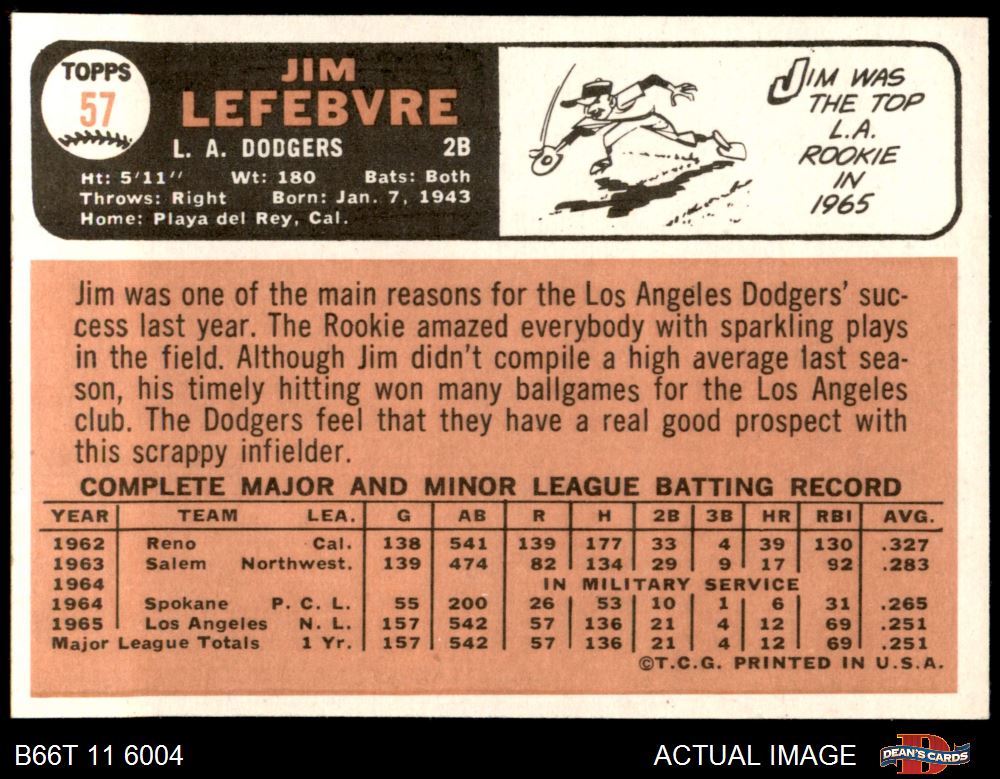 TOPPS
57
JIM
LEFEBVRE
L. A. DODGERS 2B
Ht: 5'11" Wt: 180 Bats: Both
Throws: Right Born: Jan. 7, 1943
Home: Playa del Rey, Cal.
JIM WAS
THE TOP
L.A.
ROOKIE
IN
1965
Jim was one of the main reasons for the Los Angeles Dodgers' suc-
cess last year. The Rookie amazed everybody with sparkling plays
in the field. Although Jim didn't compile a high average last sea-
son, his timely hitting won many ballgames for the Los Angeles
club. The Dodgers feel that they have a real good prospect with
this scrappy infielder.
COMPLETE MAJOR AND MINOR LEAGUE BATTING RECORD
YEAR TEAM LEA. G AB R H 2B 3B HR RBI AVG.
1962 Reno Cal. 138 541 139 177 33 4 39 130 .327
1963 Salem Northwest. 139 474 82 134 29 9 17 92 .283
1964 IN MILITARY SERVICE
1964 Spokane P. C. L. 55 200 26 53 10 1 6 31 .265
1965 Los Angeles N. L. 157 542 57 136 21 4 12 69 .251
Major League Totals 1 Yr. 157 542 57 136 21 4 12 69 .251
©T.C.G. PRINTED IN U.S.A.
B66T 11 6004 ACTUAL IMAGE DEAN'S CARDS